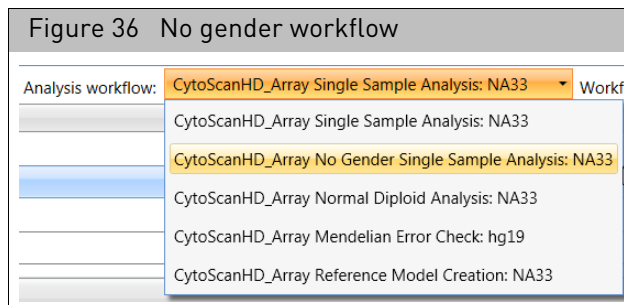 Figure 36 No gender workflow
Analysis workflow: CytoScanHD_Array Single Sample Analysis: NA33 Workf
CytoScanHD_Array Single Sample Analysis: NA33
CytoScanHD_Array No Gender Single Sample Analysis: NA33
CytoScanHD_Array Normal Diploid Analysis: NA33
CytoScanHD_Array Mendelian Error Check: hg19
CytoScanHD_Array Reference Model Creation: NA33